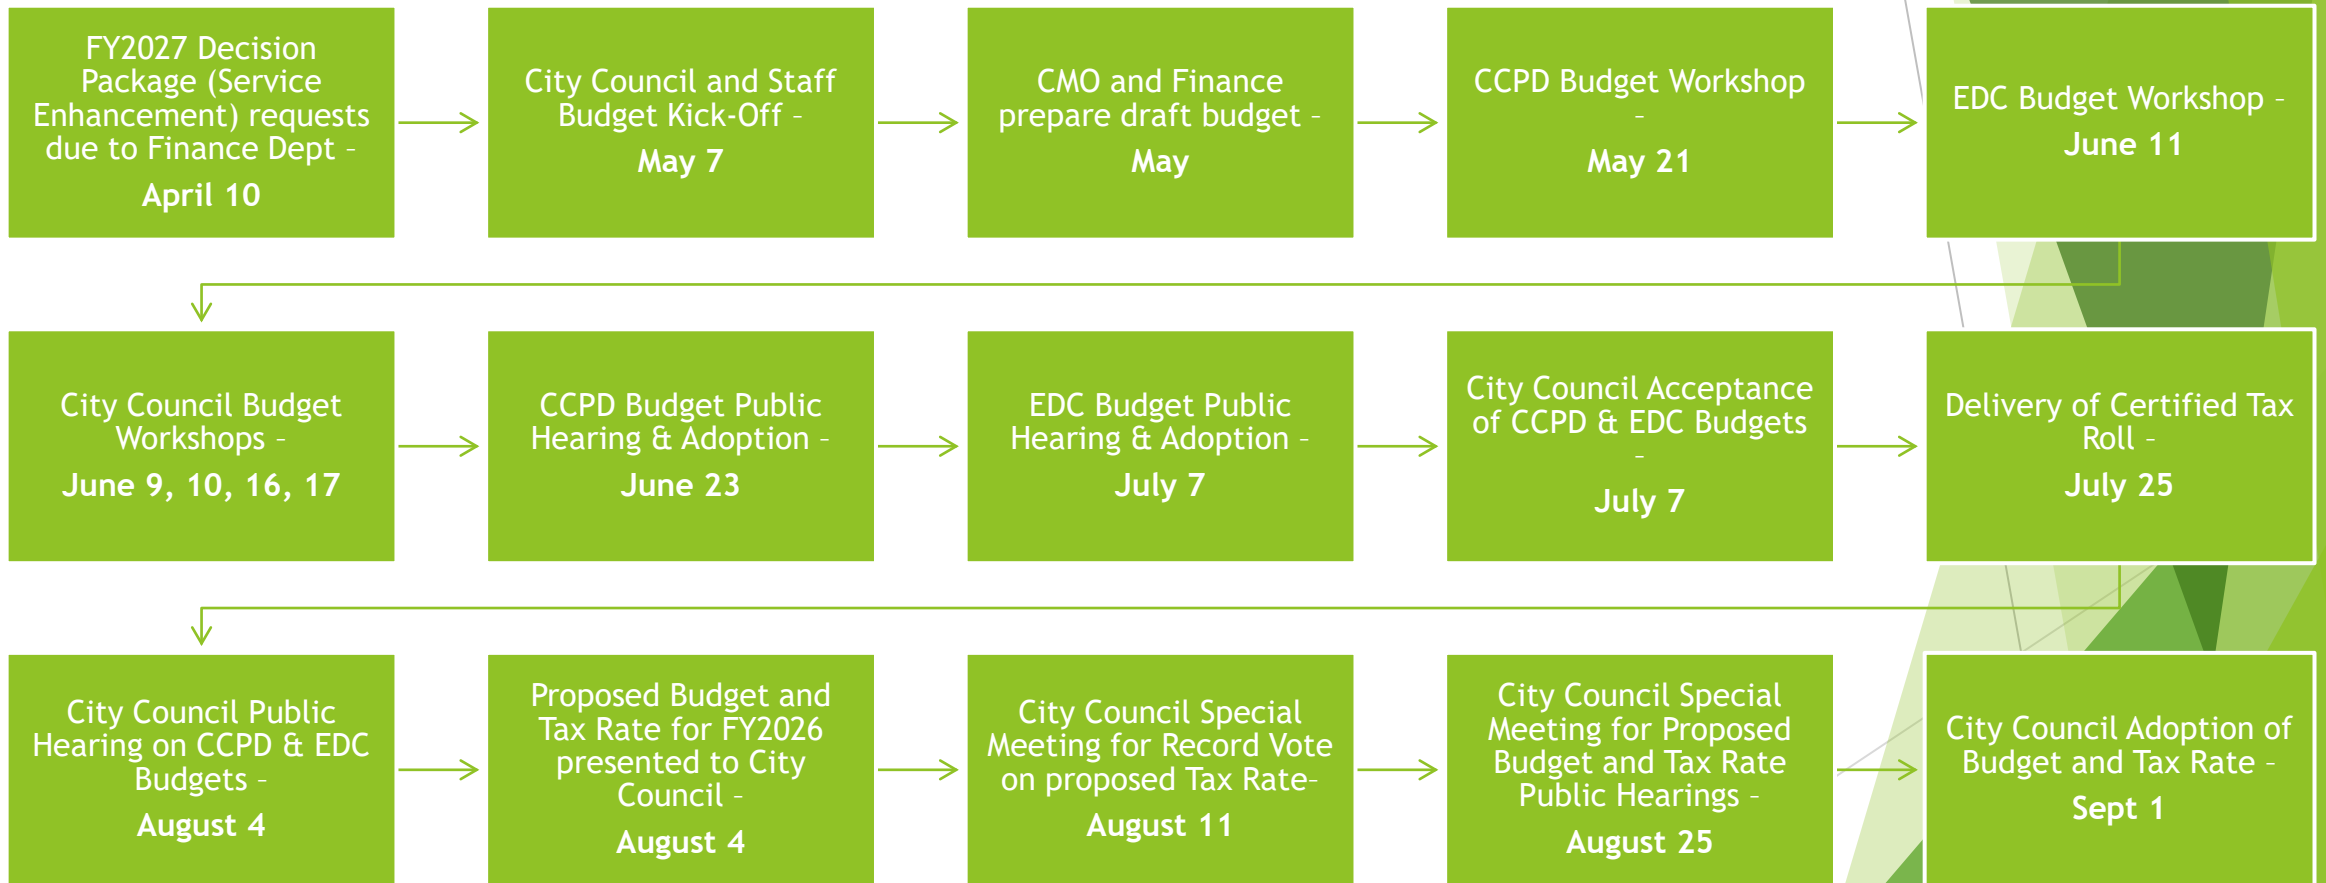 FY2027 Decision
Package (Service
Enhancement) requests
due to Finance Dept –
April 10
City Council and Staff
Budget Kick-Off –
May 7
CMO and Finance
prepare draft budget –
May
CCPD Budget Workshop
–
May 21
EDC Budget Workshop –
June 11
City Council Budget
Workshops –
June 9, 10, 16, 17
CCPD Budget Public
Hearing & Adoption –
June 23
EDC Budget Public
Hearing & Adoption –
July 7
City Council Acceptance
of CCPD & EDC Budgets
–
July 7
Delivery of Certified Tax
Roll –
July 25
City Council Public
Hearing on CCPD & EDC
Budgets –
August 4
Proposed Budget and
Tax Rate for FY2026
presented to City
Council –
August 4
City Council Special
Meeting for Record Vote
on proposed Tax Rate–
August 11
City Council Special
Meeting for Proposed
Budget and Tax Rate
Public Hearings –
August 25
City Council Adoption of
Budget and Tax Rate –
Sept 1